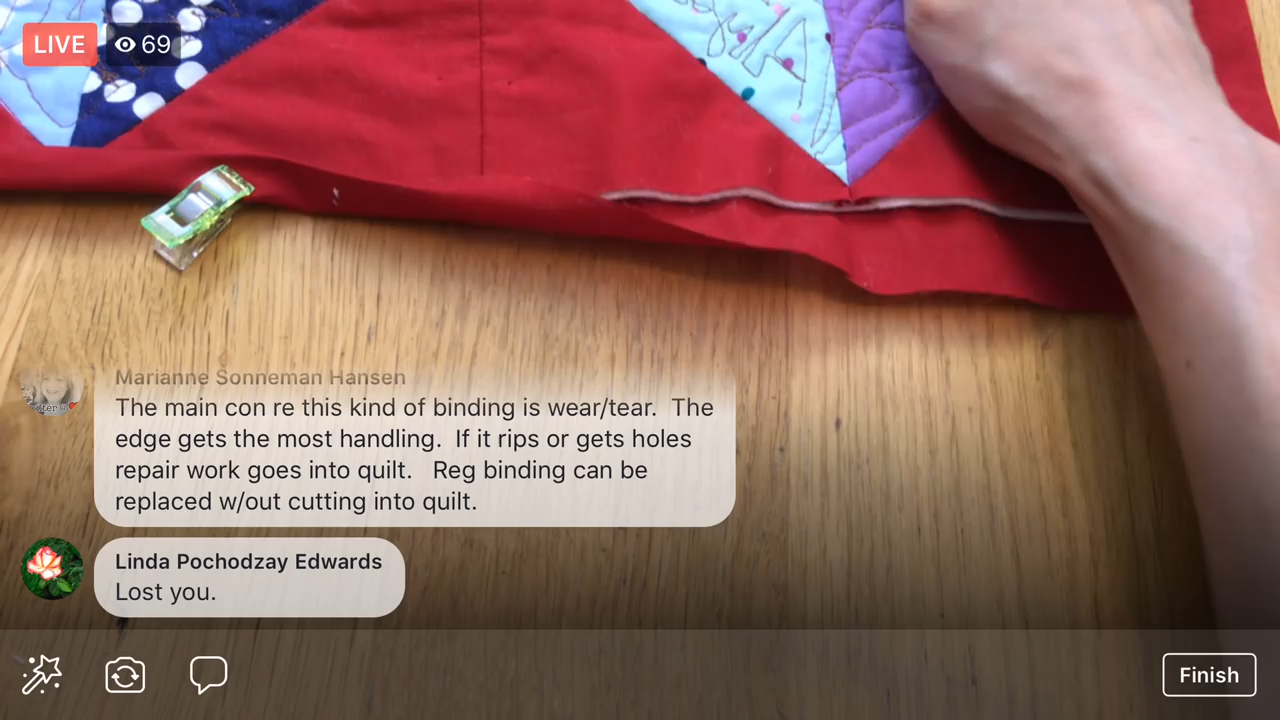 LIVE
69
Marianne Sonneman Hansen
The main con re this kind of binding is wear/tear. The
edge gets the most handling. If it rips or gets holes
repair work goes into quilt. Reg binding can be
replaced w/out cutting into quilt.
Linda Pochodzay Edwards
Lost you.
Finish